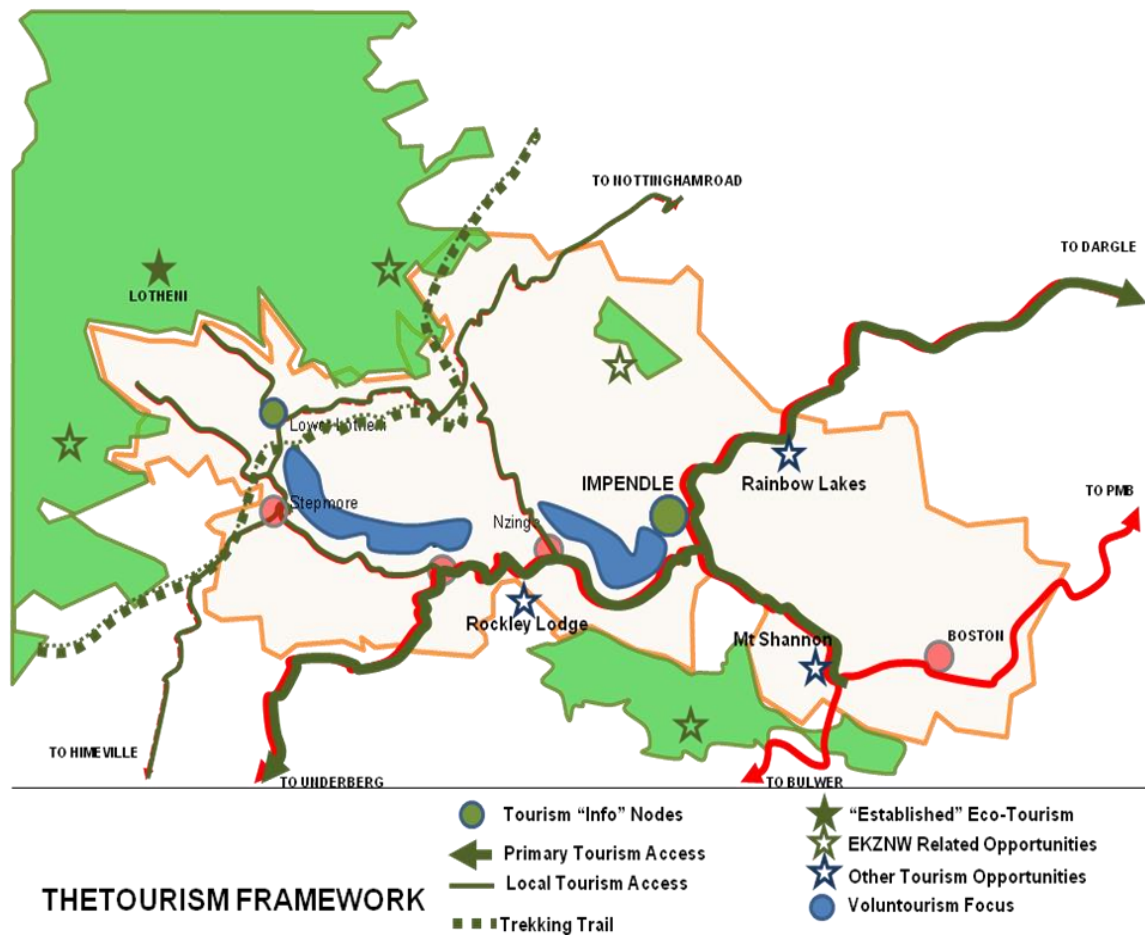 TO NOTTINGHAMROAD
TO DARGLE
LOTHENI
Lower Lotheni
IMPENDLE
Rainbow Lakes
TO PMB
Stepmore
Nzinga
Rockley Lodge
Mt Shannon
BOSTON
TO HIMEVILLE
TO UNDERBERG
TO BULWER
Tourism “Info” Nodes
Primary Tourism Access
Local Tourism Access
Trekking Trail
“Established” Eco-Tourism
EKZNW Related Opportunities
Other Tourism Opportunities
Voluntourism Focus
THETOURISM FRAMEWORK